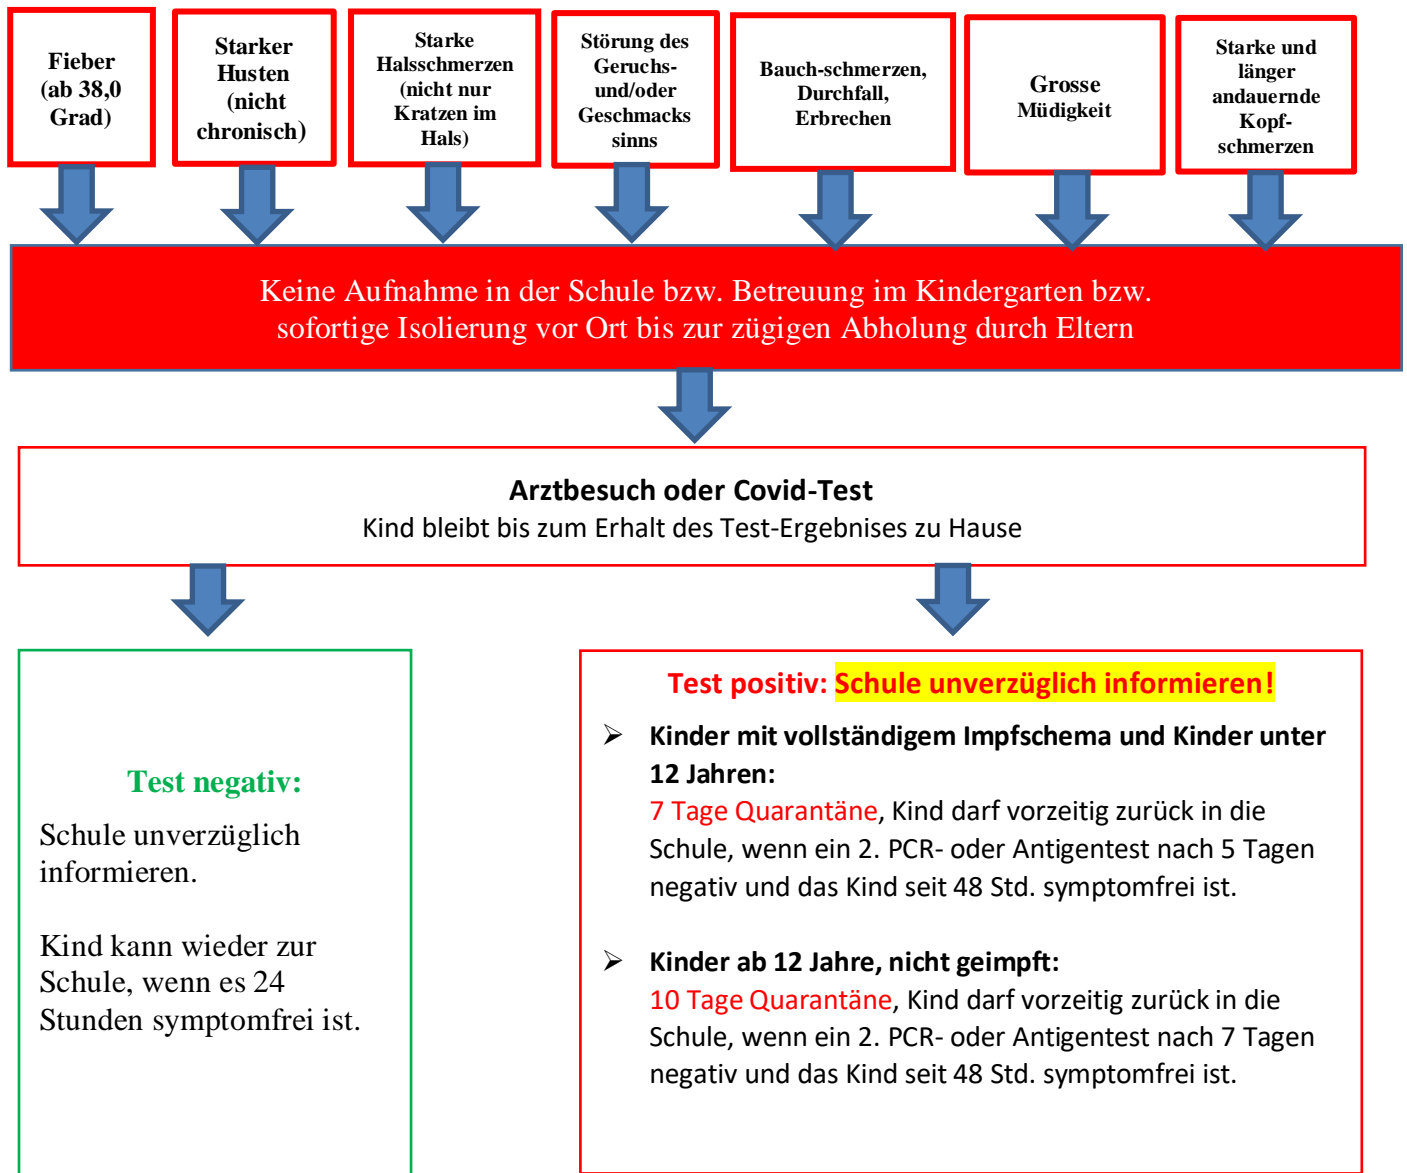 Fieber
(ab 38,0
Grad)
Starker
Husten
(nicht
chronisch)
Starke
Halsschmerzen
(nicht nur
Kratzen im
Hals)
Störung des
Geruchs-
und/oder
Geschmacks
sinns
Bauch-schmerzen,
Durchfall,
Erbrechen
Grosse
Müdigkeit
Starke und
länger
andauernde
Kopf-
schmerzen
Keine Aufnahme in der Schule bzw. Betreuung im Kindergarten bzw.
sofortige Isolierung vor Ort bis zur zügigen Abholung durch Eltern
Arztbesuch oder Covid-Test
Kind bleibt bis zum Erhalt des Test-Ergebnises zu Hause
Test negativ:
Schule unverzüglich
informieren.
Kind kann wieder zur
Schule, wenn es 24
Stunden symptomfrei ist.
Test positiv: Schule unverzüglich informieren!
➢ Kinder mit vollständigem Impfschema und Kinder unter
12 Jahren:
7 Tage Quarantäne, Kind darf vorzeitig zurück in die
Schule, wenn ein 2. PCR- oder Antigentest nach 5 Tagen
negativ und das Kind seit 48 Std. symptomfrei ist.
➢ Kinder ab 12 Jahre, nicht geimpft:
10 Tage Quarantäne, Kind darf vorzeitig zurück in die
Schule, wenn ein 2. PCR- oder Antigentest nach 7 Tagen
negativ und das Kind seit 48 Std. symptomfrei ist.